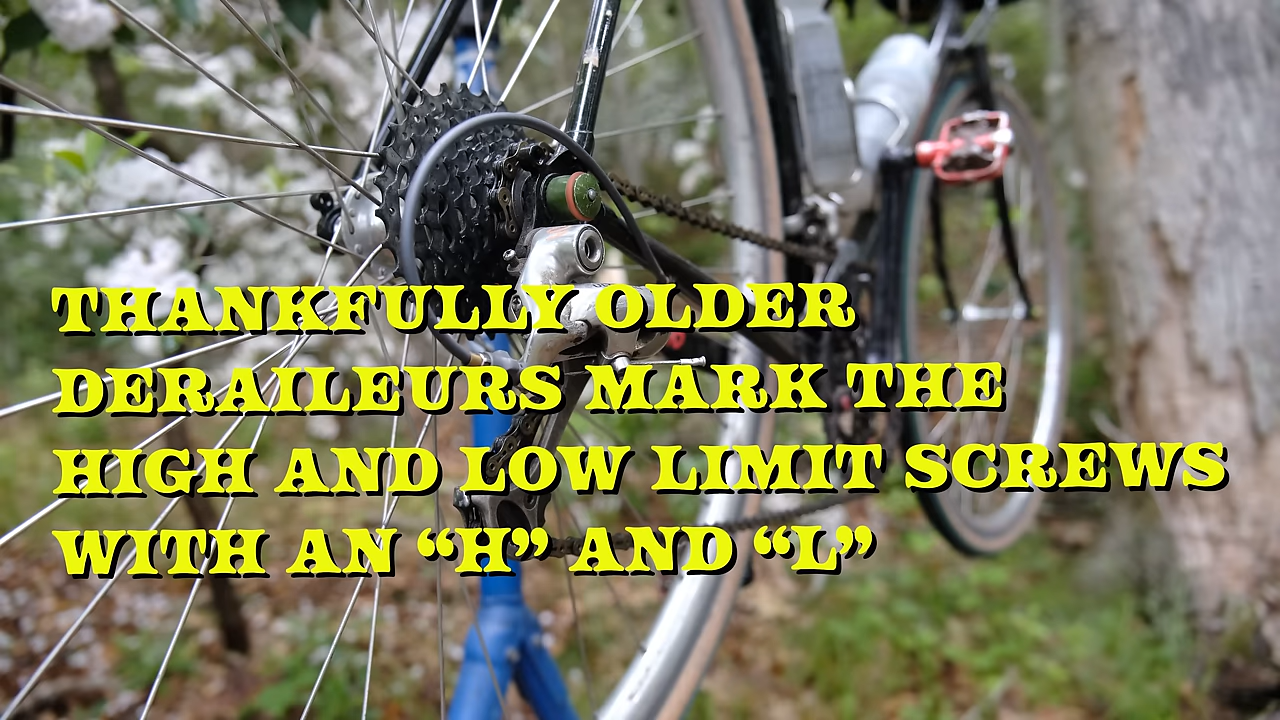 THANKFULLY OLDER
DERAILEURS MARK THE
HIGH AND LOW LIMIT SCREWS
WITH AN “H” AND “L”